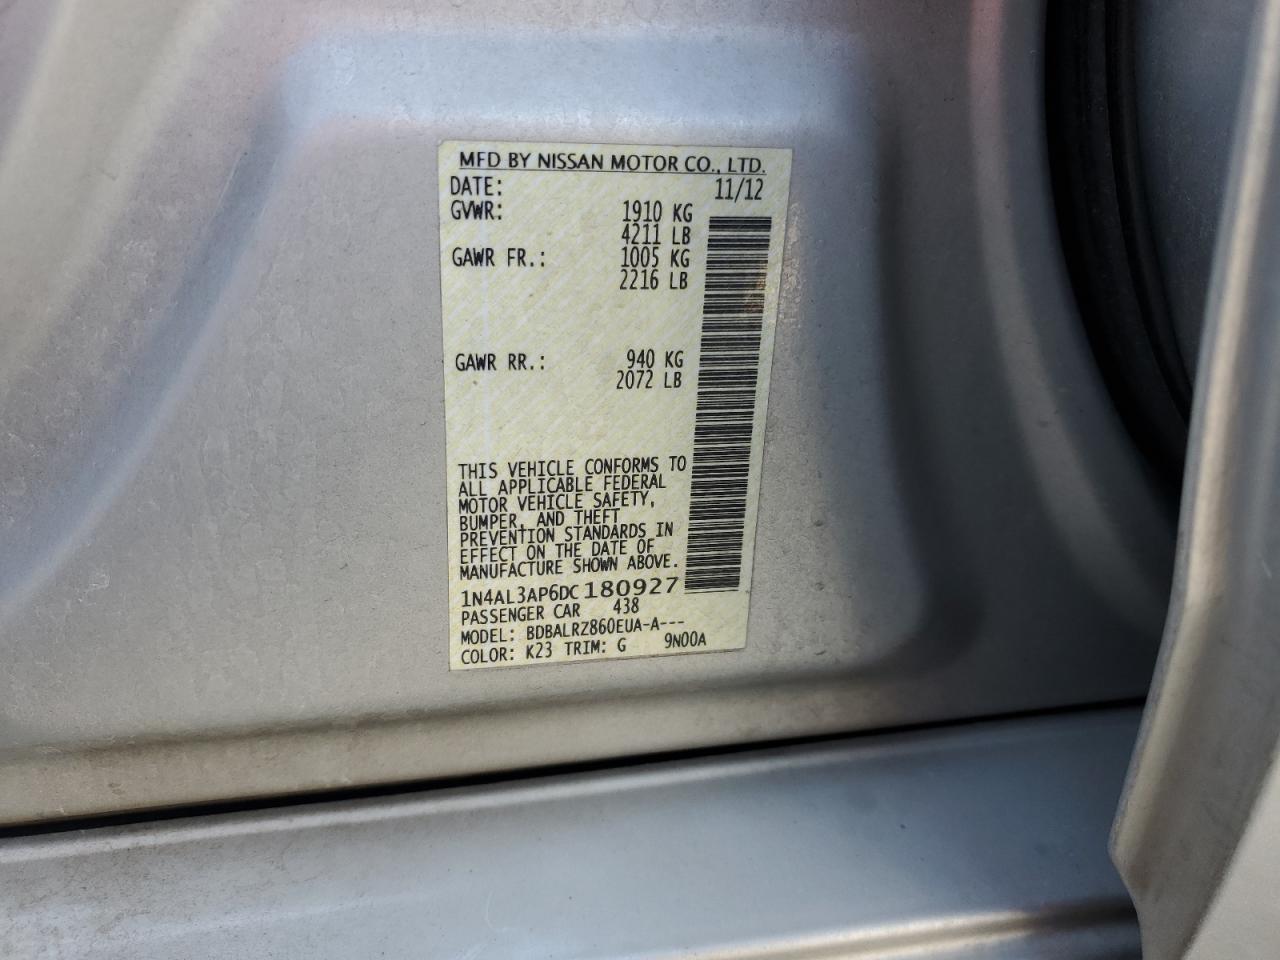 MFD BY NISSAN MOTOR CO., LTD.
DATE: 11/12
GVWR: 1910 KG
4211 LB
GAWR FR.: 1005 KG
2216 LB
GAWR RR.: 940 KG
2072 LB
THIS VEHICLE CONFORMS TO
ALL APPLICABLE FEDERAL
MOTOR VEHICLE SAFETY,
BUMPER, AND THEFT
PREVENTION STANDARDS IN
EFFECT ON THE DATE OF
MANUFACTURE SHOWN ABOVE.
1N4AL3AP6DC180927
PASSENGER CAR 438
MODEL: BDBALRZ860EUA-A---
COLOR: K23 TRIM: G 9N00A